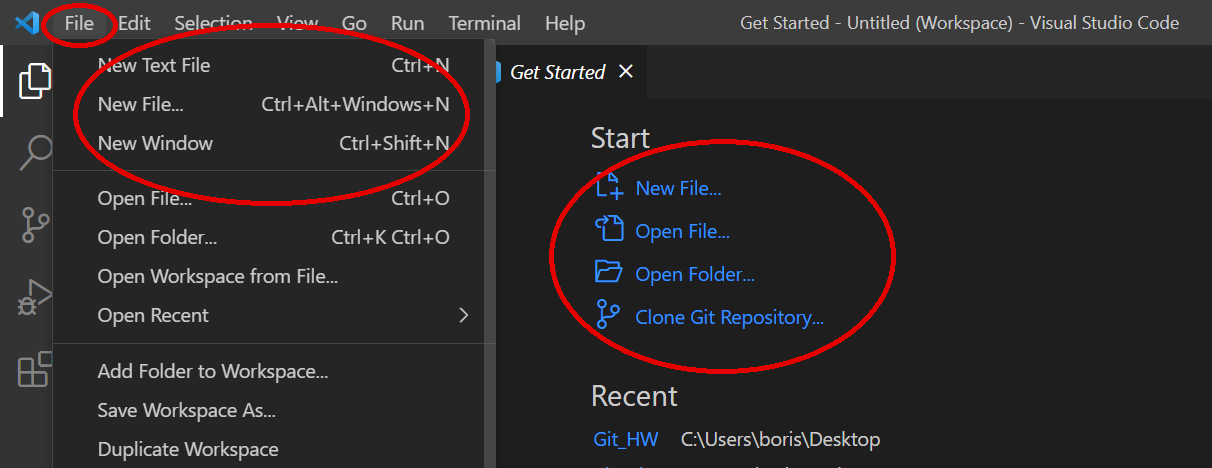 File Edit Selection View Go Run Terminal Help Get Started - Untitled (Workspace) - Visual Studio Code
New Text File Ctrl+N
New File... Ctrl+Alt+Windows+N
New Window Ctrl+Shift+N
Open File... Ctrl+O
Open Folder... Ctrl+K Ctrl+O
Open Workspace from File...
Open Recent
Add Folder to Workspace...
Save Workspace As...
Duplicate Workspace
Get Started
Start
New File...
Open File...
Open Folder...
Clone Git Repository...
Recent
Git_HW C:\Users\boris\Desktop